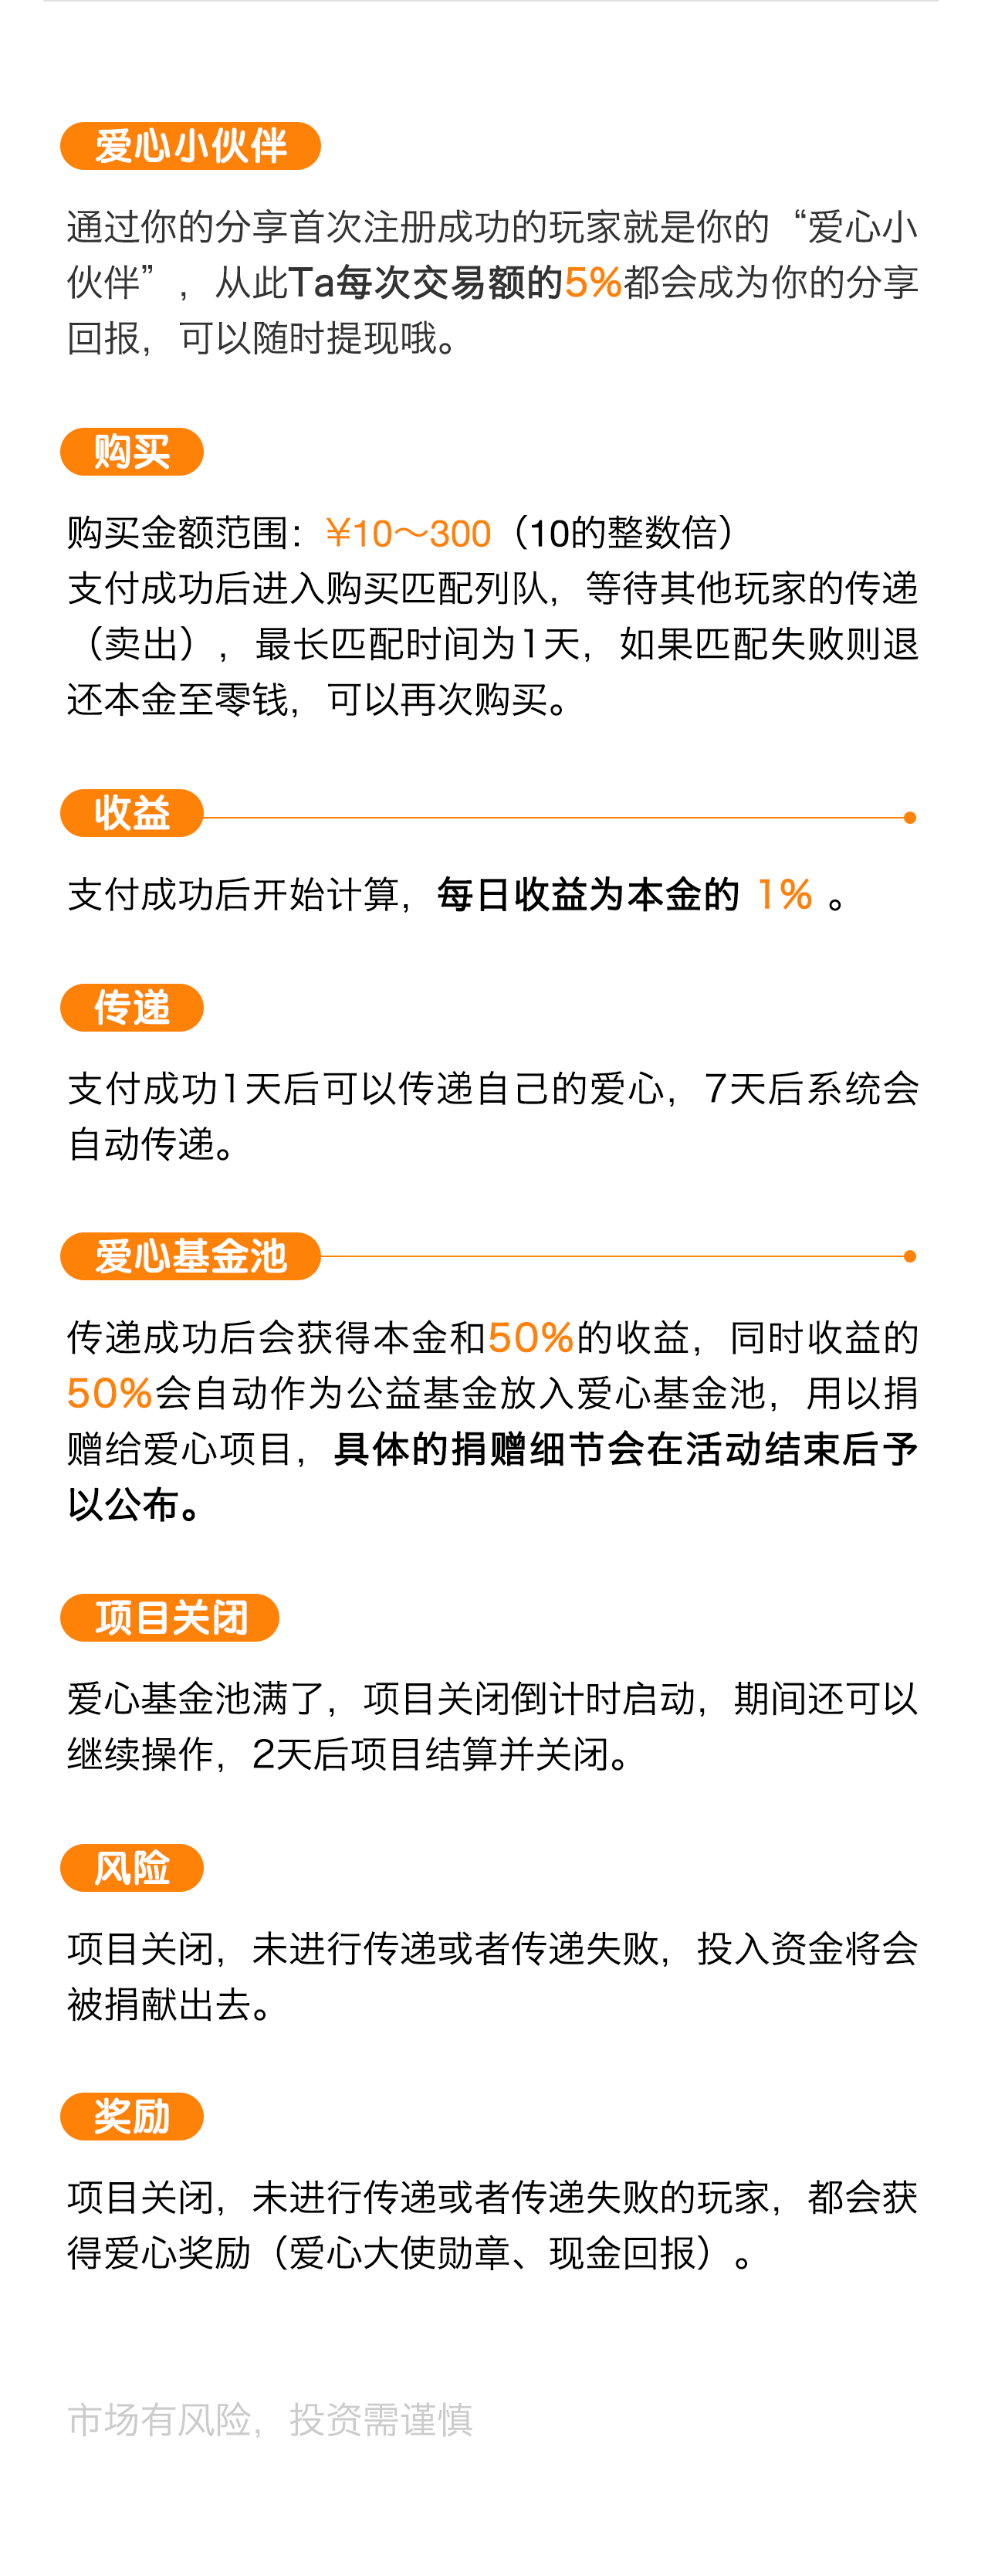 爱心小伙伴
通过你的分享首次注册成功的玩家就是你的“爱心小
伙伴”，从此Ta每次交易额的5%都会成为你的分享
回报，可以随时提现哦。
购买
购买金额范围：¥10～300（10的整数倍）
支付成功后进入购买匹配列队，等待其他玩家的传递
（卖出），最长匹配时间为1天，如果匹配失败则退
还本金至零钱，可以再次购买。
收益
支付成功后开始计算，每日收益为本金的 1% 。
传递
支付成功1天后可以传递自己的爱心，7天后系统会
自动传递。
爱心基金池
传递成功后会获得本金和50%的收益，同时收益的
50%会自动作为公益基金放入爱心基金池，用以捐
赠给爱心项目，具体的捐赠细节会在活动结束后予
以公布。
项目关闭
爱心基金池满了，项目关闭倒计时启动，期间还可以
继续操作，2天后项目结算并关闭。
风险
项目关闭，未进行传递或者传递失败，投入资金将会
被捐献出去。
奖励
项目关闭，未进行传递或者传递失败的玩家，都会获
得爱心奖励（爱心大使勋章、现金回报）。
市场有风险，投资需谨慎